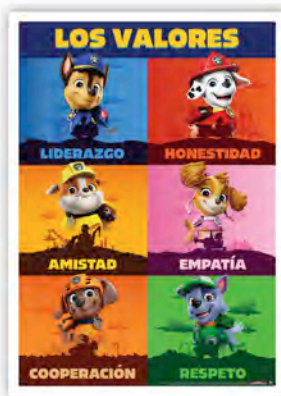 LOS VALORES
LIDERAZGO HONESTIDAD
AMISTAD EMPATÍA
COOPERACIÓN RESPETO